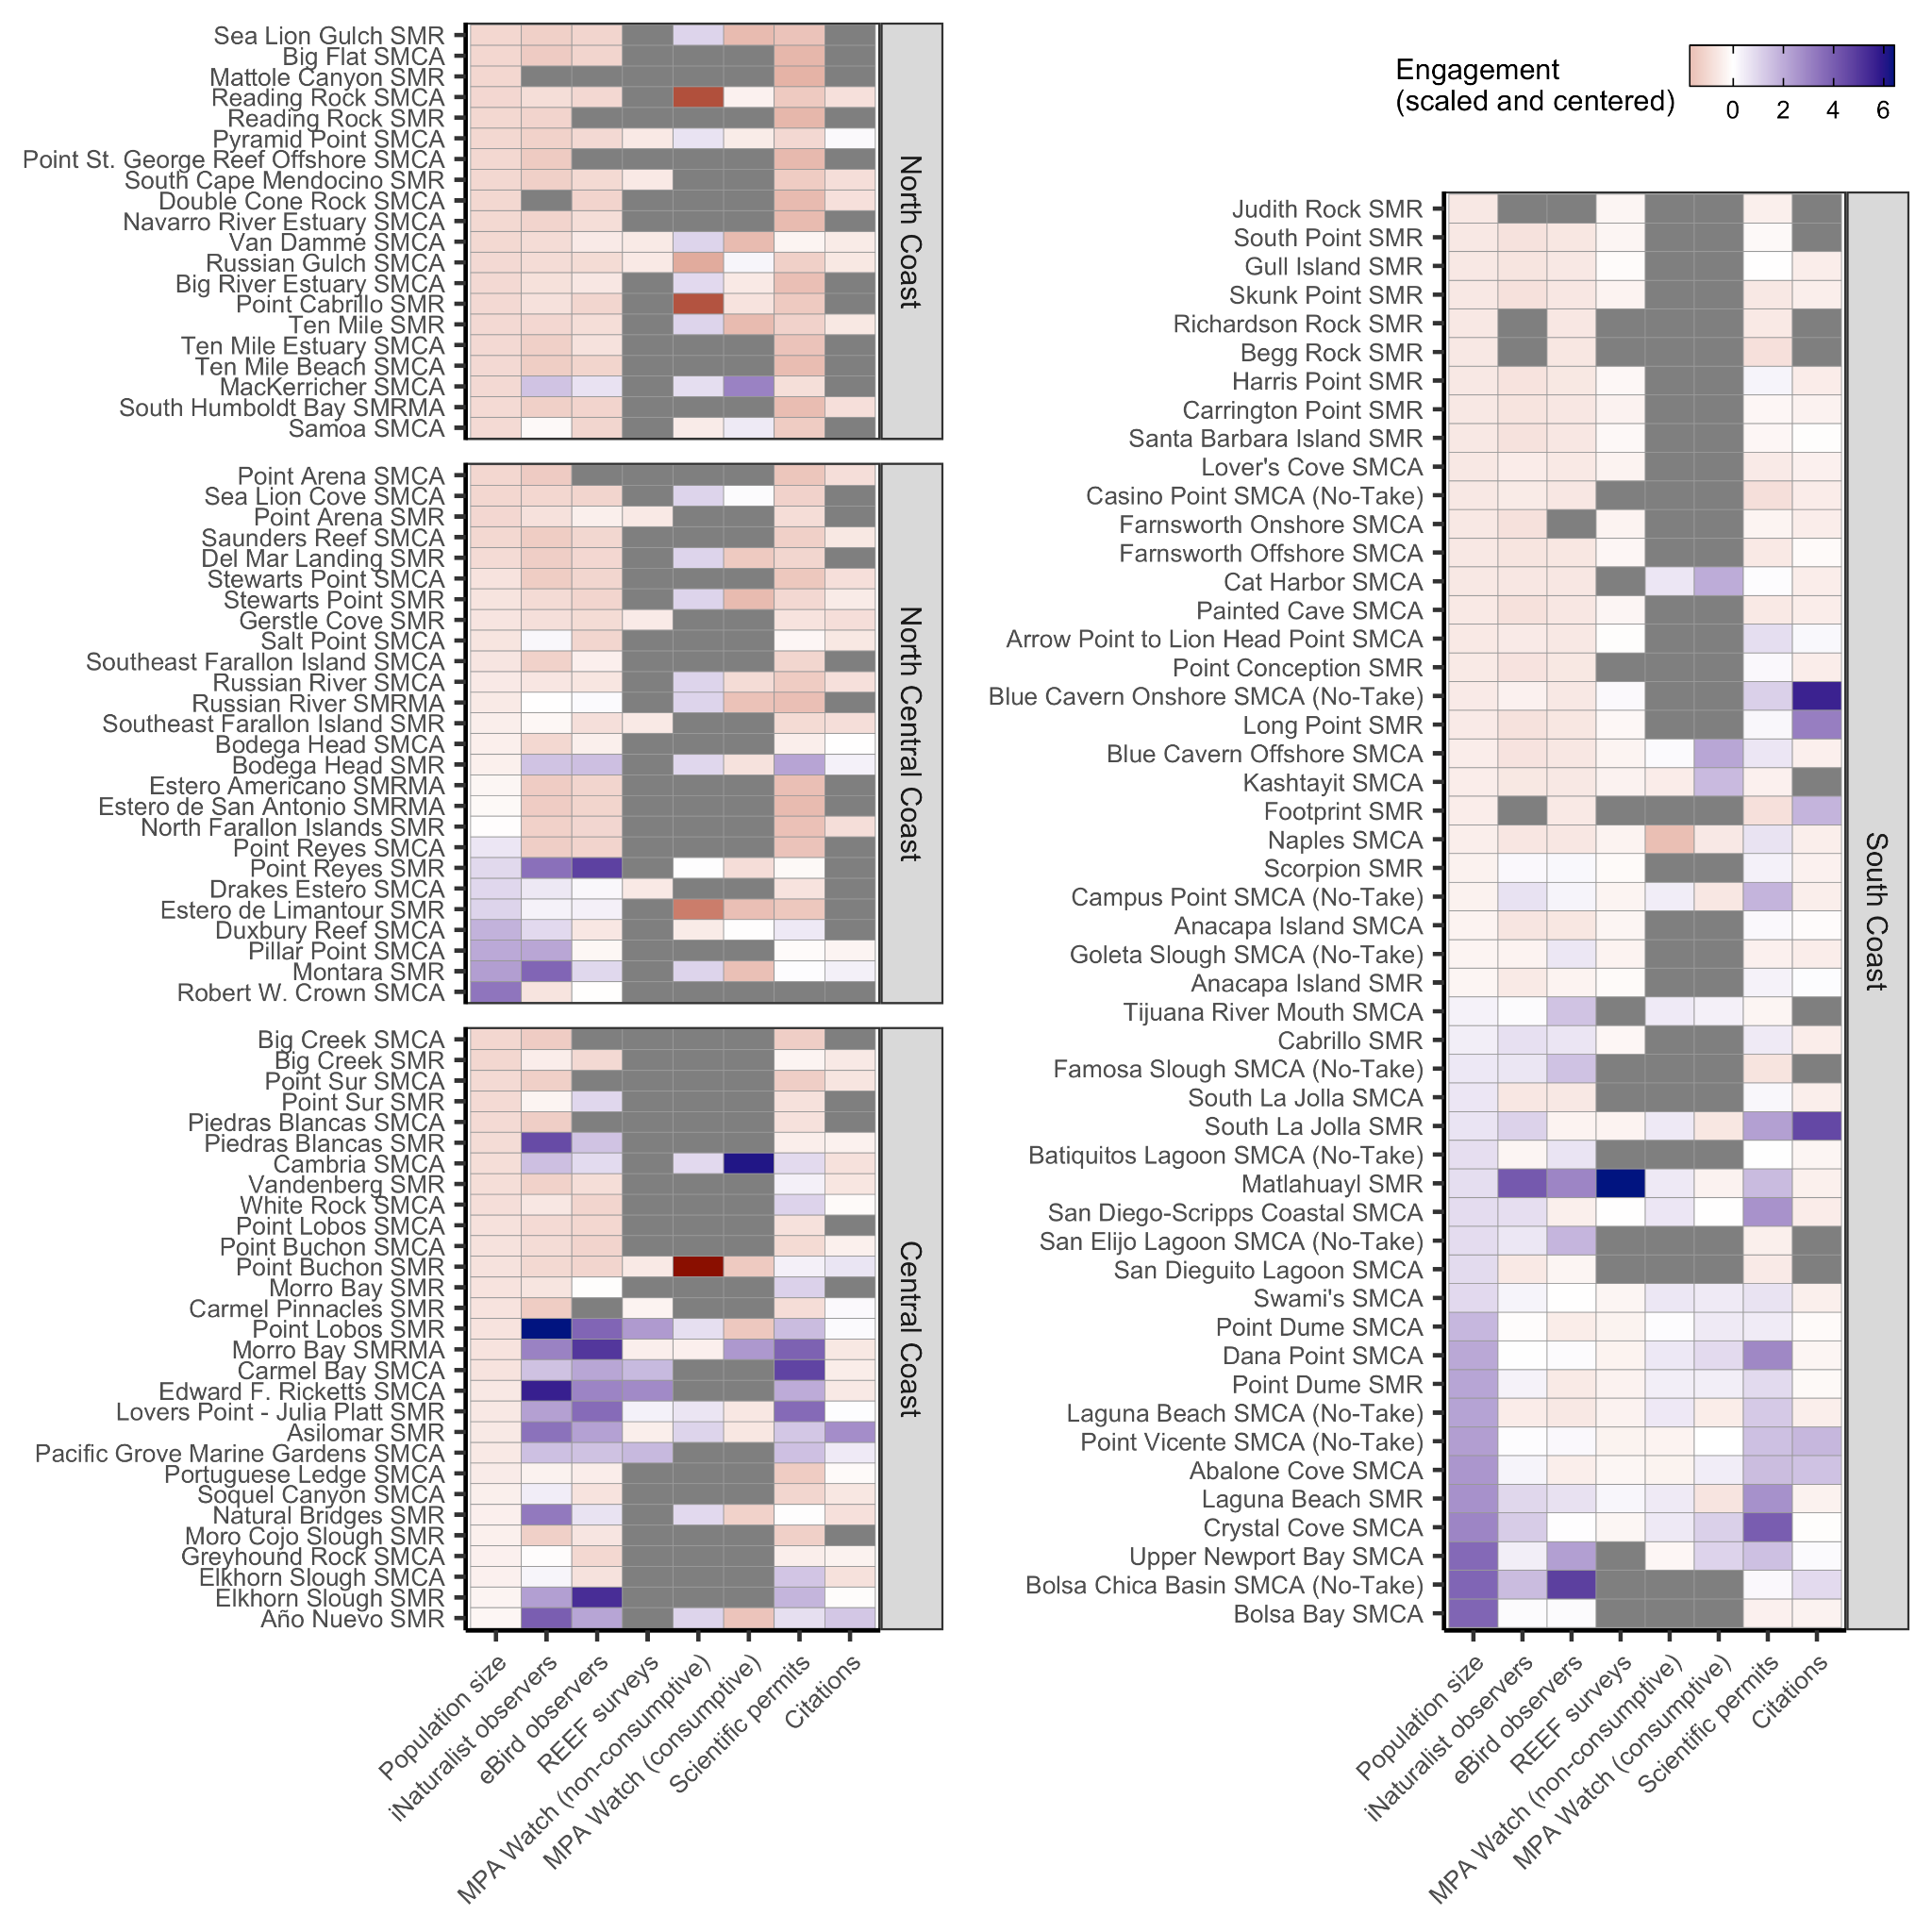 Sea Lion Gulch SMR
Big Flat SMCA
Mattole Canyon SMR
Reading Rock SMCA
Reading Rock SMR
Pyramid Point SMCA
Point St. George Reef Offshore SMCA
South Cape Mendocino SMR
Double Cone Rock SMCA
Navarro River Estuary SMCA
Van Damme SMCA
Russian Gulch SMCA
Big River Estuary SMCA
Point Cabrillo SMR
Ten Mile SMR
Ten Mile Estuary SMCA
Ten Mile Beach SMCA
MacKerricher SMCA
South Humboldt Bay SMRMA
Samoa SMCA
North Coast
Point Arena SMCA
Sea Lion Cove SMCA
Point Arena SMR
Saunders Reef SMCA
Del Mar Landing SMR
Stewarts Point SMCA
Stewarts Point SMR
Gerstle Cove SMR
Salt Point SMCA
Southeast Farallon Island SMCA
Russian River SMCA
Russian River SMRMA
Southeast Farallon Island SMR
Bodega Head SMCA
Bodega Head SMR
Estero Americano SMRMA
Estero de San Antonio SMRMA
North Farallon Islands SMR
Point Reyes SMCA
Point Reyes SMR
Drakes Estero SMCA
Estero de Limantour SMR
Duxbury Reef SMCA
Pillar Point SMCA
Montara SMR
Robert W. Crown SMCA
North Central Coast
Big Creek SMCA
Big Creek SMR
Point Sur SMCA
Point Sur SMR
Piedras Blancas SMCA
Piedras Blancas SMR
Cambria SMCA
Vandenberg SMR
White Rock SMCA
Point Lobos SMCA
Point Buchon SMCA
Point Buchon SMR
Morro Bay SMR
Carmel Pinnacles SMR
Point Lobos SMR
Morro Bay SMRMA
Carmel Bay SMCA
Edward F. Ricketts SMCA
Lovers Point - Julia Platt SMR
Asilomar SMR
Pacific Grove Marine Gardens SMCA
Portuguese Ledge SMCA
Soquel Canyon SMCA
Natural Bridges SMR
Moro Cojo Slough SMR
Greyhound Rock SMCA
Elkhorn Slough SMCA
Elkhorn Slough SMR
Año Nuevo SMR
Central Coast
Population size
iNaturalist observers
eBird observers
REEF surveys
MPA Watch (non-consumptive)
MPA Watch (consumptive)
Scientific permits
Citations
Engagement
(scaled and centered)
0 2 4 6
Judith Rock SMR
South Point SMR
Gull Island SMR
Skunk Point SMR
Richardson Rock SMR
Begg Rock SMR
Harris Point SMR
Carrington Point SMR
Santa Barbara Island SMR
Lover's Cove SMCA
Casino Point SMCA (No-Take)
Farnsworth Onshore SMCA
Farnsworth Offshore SMCA
Cat Harbor SMCA
Painted Cave SMCA
Arrow Point to Lion Head Point SMCA
Point Conception SMR
Blue Cavern Onshore SMCA (No-Take)
Long Point SMR
Blue Cavern Offshore SMCA
Kashtayit SMCA
Footprint SMR
Naples SMCA
Scorpion SMR
Campus Point SMCA (No-Take)
Anacapa Island SMCA
Goleta Slough SMCA (No-Take)
Anacapa Island SMR
Tijuana River Mouth SMCA
Cabrillo SMR
Famosa Slough SMCA (No-Take)
South La Jolla SMCA
South La Jolla SMR
Batiquitos Lagoon SMCA (No-Take)
Matlahuayl SMR
San Diego-Scripps Coastal SMCA
San Elijo Lagoon SMCA (No-Take)
San Dieguito Lagoon SMCA
Swami's SMCA
Point Dume SMCA
Dana Point SMCA
Point Dume SMR
Laguna Beach SMCA (No-Take)
Point Vicente SMCA (No-Take)
Abalone Cove SMCA
Laguna Beach SMR
Crystal Cove SMCA
Upper Newport Bay SMCA
Bolsa Chica Basin SMCA (No-Take)
Bolsa Bay SMCA
South Coast
Population size
iNaturalist observers
eBird observers
REEF surveys
MPA Watch (non-consumptive)
MPA Watch (consumptive)
Scientific permits
Citations